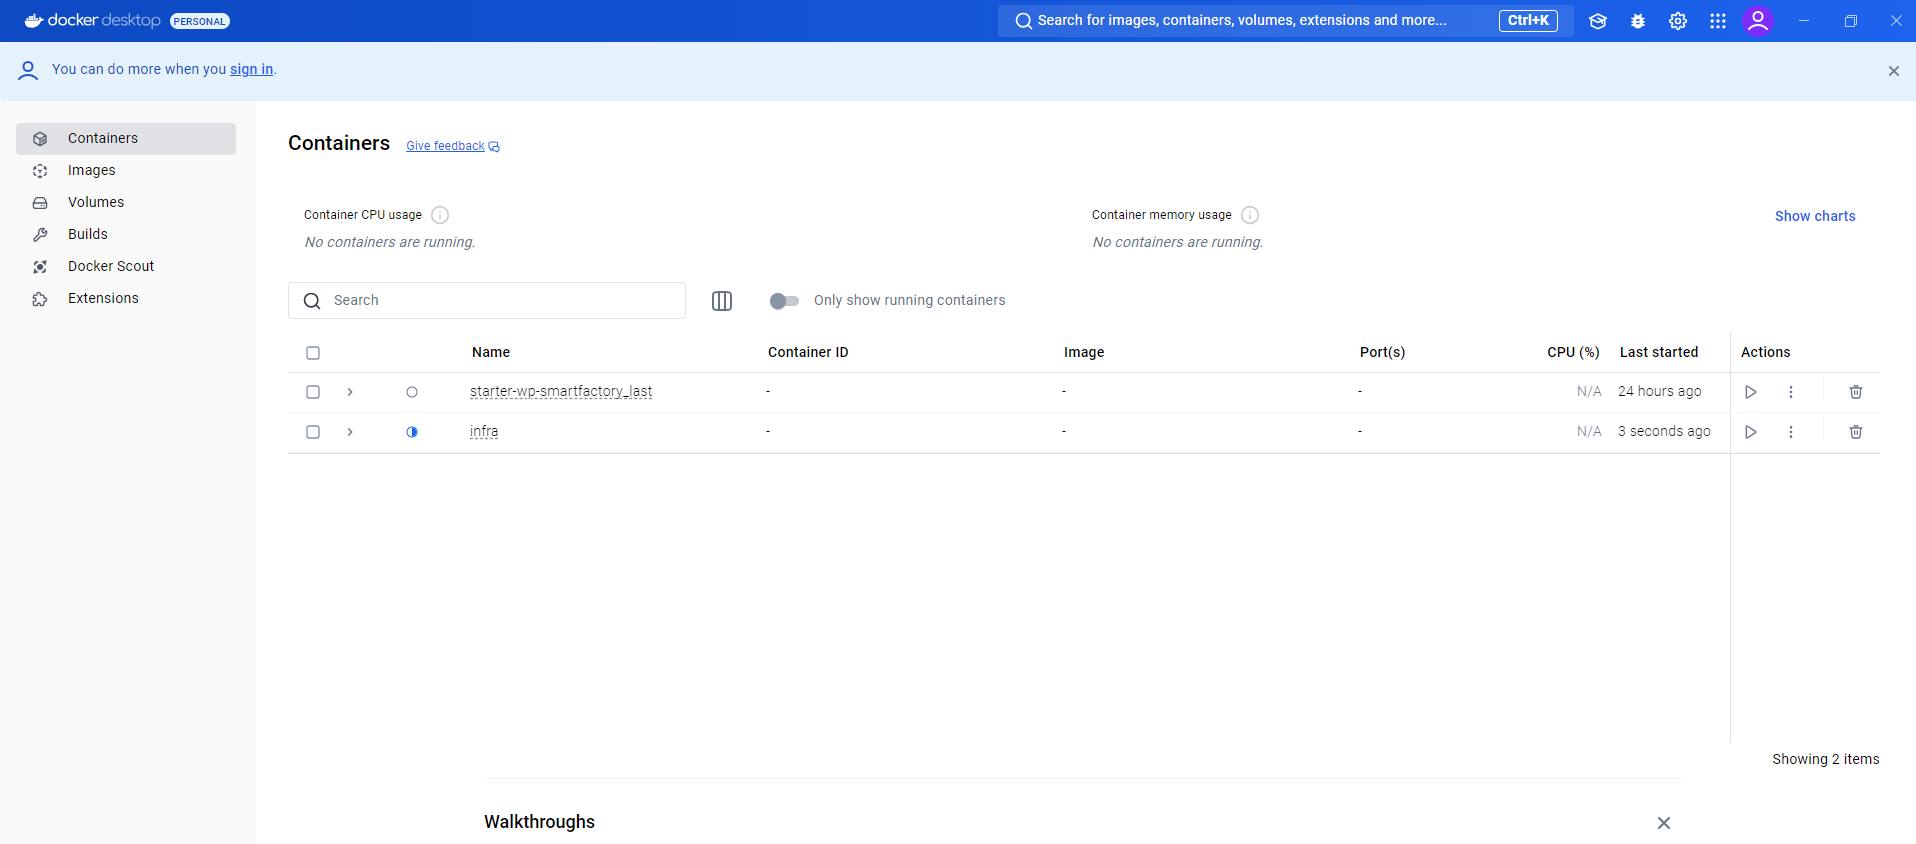 docker desktop PERSONAL
Search for images, containers, volumes, extensions and more... Ctrl+K
You can do more when you sign in.
Containers
Images
Volumes
Builds
Docker Scout
Extensions
Containers Give feedback
Container CPU usage
No containers are running.
Container memory usage
No containers are running.
Show charts
Search
Only show running containers
Name Container ID Image Port(s) CPU (%) Last started Actions
starter-wp-smartfactory_last - - - N/A 24 hours ago
infra - - - N/A 3 seconds ago
Showing 2 items
Walkthroughs